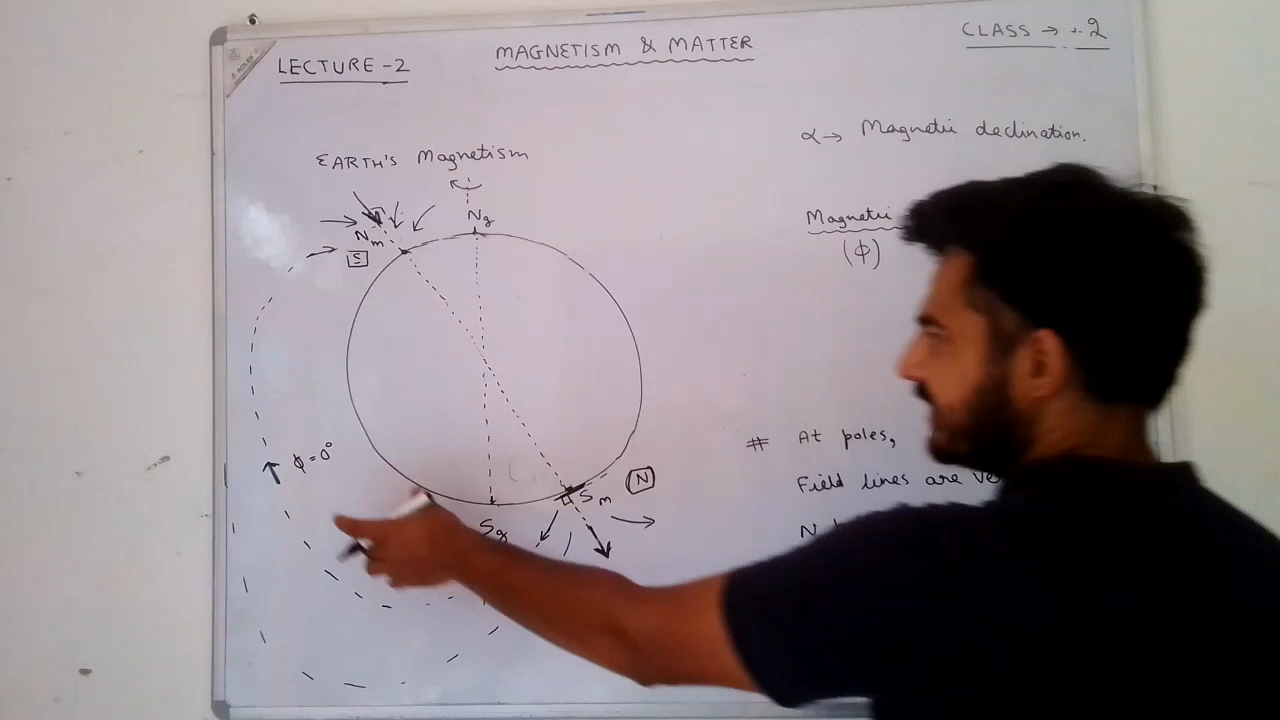 LECTURE - 2
MAGNETISM & MATTER
CLASS → +2
EARTH'S Magnetism
α → Magnetic declination.
Ng
Nm
S
Magnetic
(ϕ)
ϕ = 0°
Sm
N
Sg
# At poles,
Field lines are